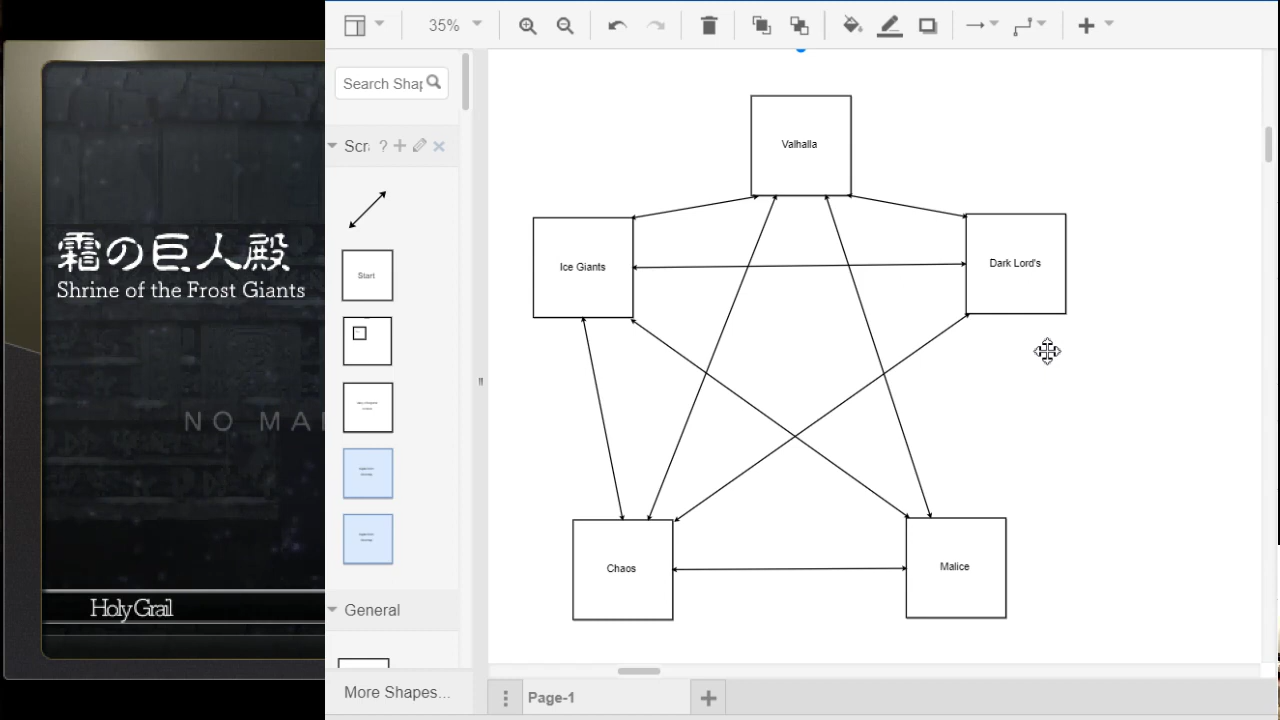 35%
Search Shap
Scr
?
Start
General
More Shapes...
霜の巨人殿
Shrine of the Frost Giants
NO MA
Holy Grail
Valhalla
Ice Giants
Dark Lord's
Chaos
Malice
Page-1